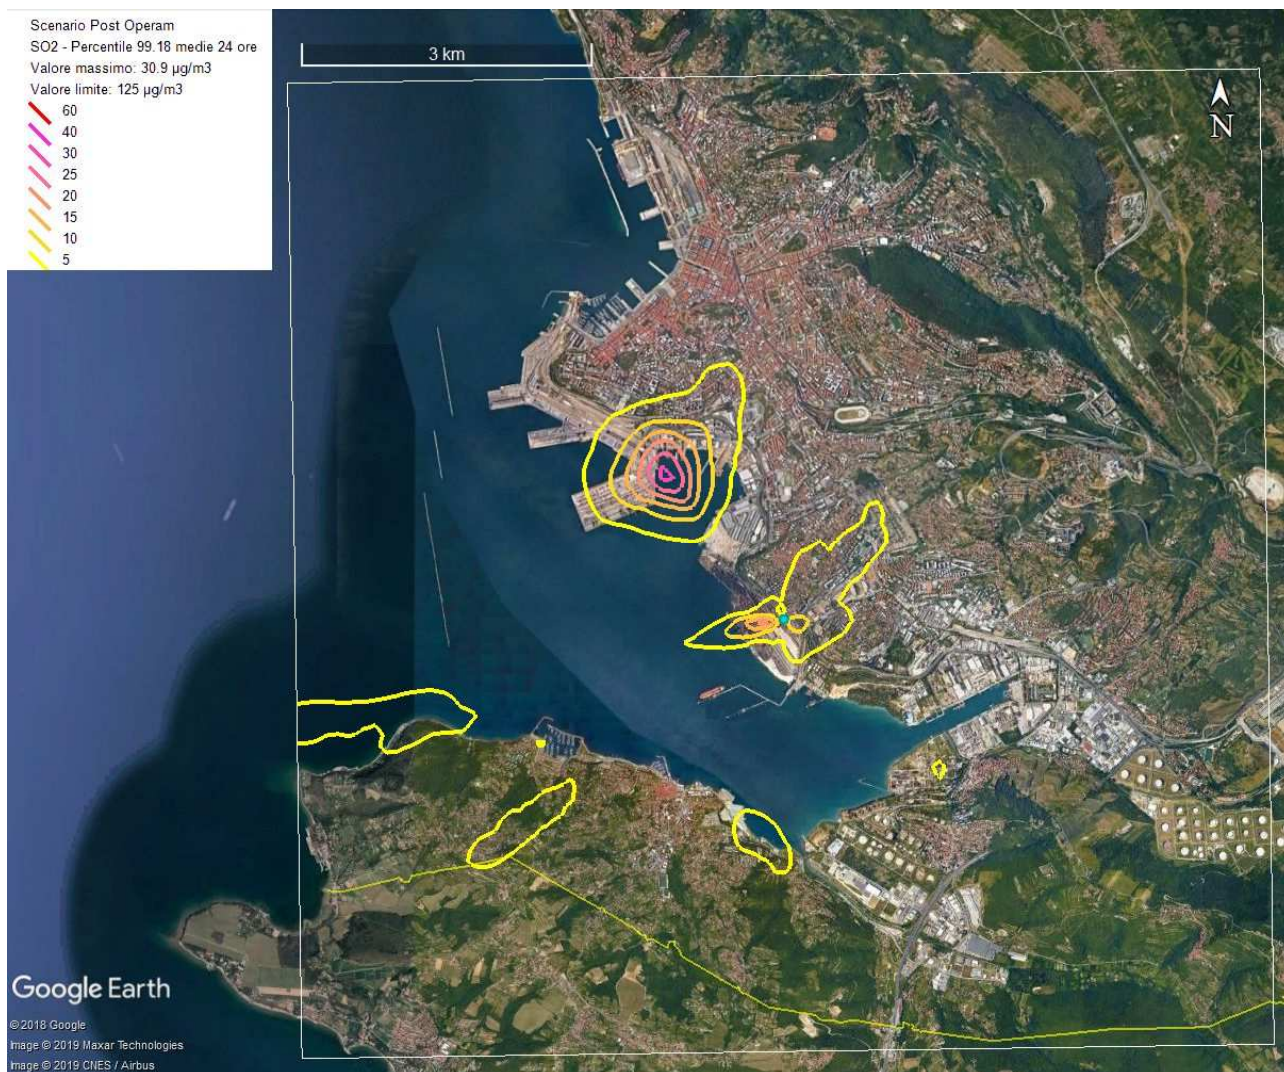 Scenario Post Operam
SO2 - Percentile 99.18 medie 24 ore
Valore massimo: 30.9 µg/m3
Valore limite: 125 µg/m3
60
40
30
25
20
15
10
5
3 km
N
Google Earth
© 2018 Google
Image © 2019 Maxar Technologies
Image © 2019 CNES / Airbus